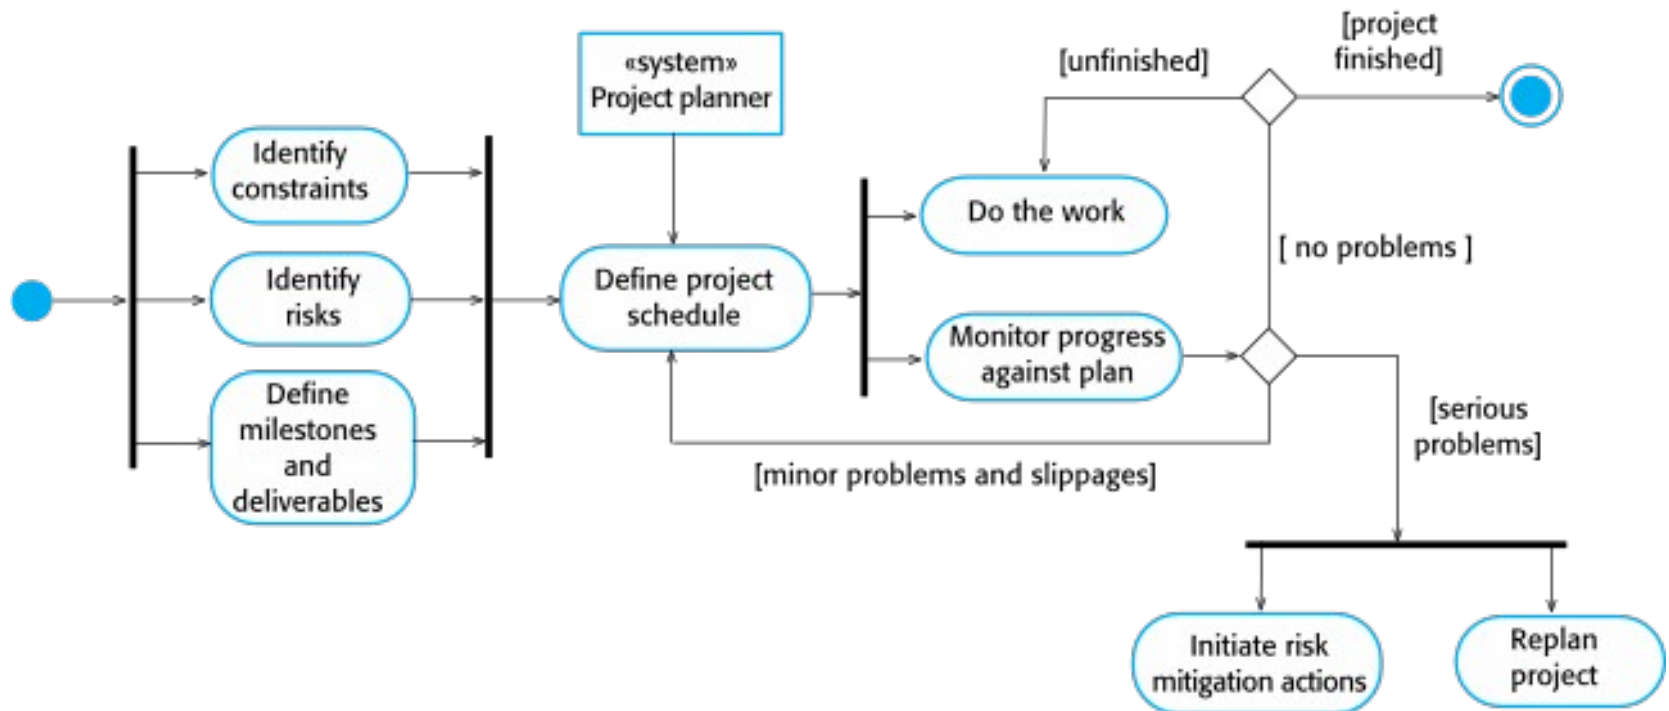 [project
finished]
[unfinished]
«system»
Project planner
Identify
constraints
Do the work
[ no problems ]
Identify
risks
Define project
schedule
Monitor progress
against plan
Define
milestones
and
deliverables
[serious
problems]
[minor problems and slippages]
Initiate risk
mitigation actions
Replan
project